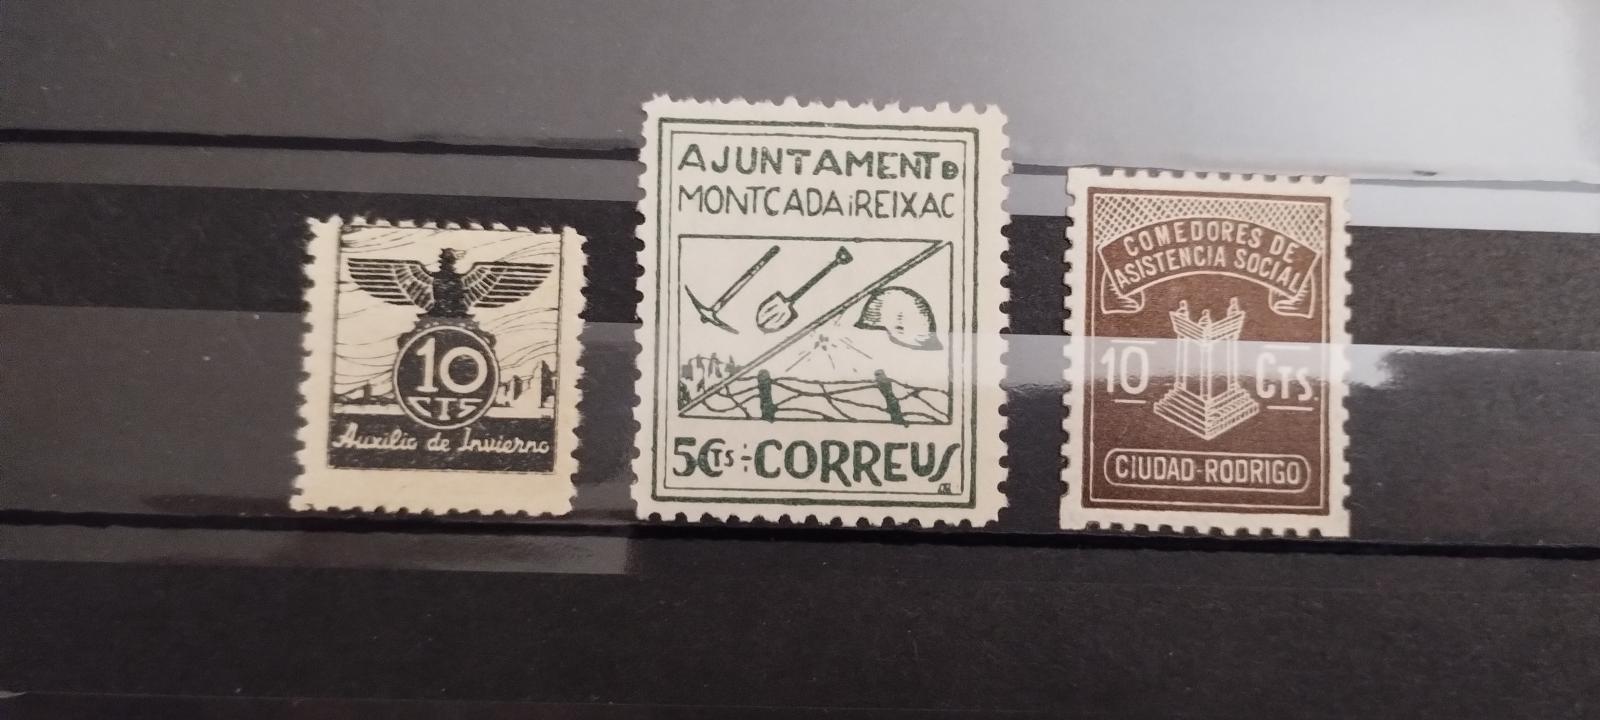 10
CTS
Auxilio de Invierno
AJUNTAMENT D
MONTCADA i REIXAC
5 CTS CORREUS
COMEDORES DE
ASISTENCIA SOCIAL
10 CTS.
CIUDAD-RODRIGO